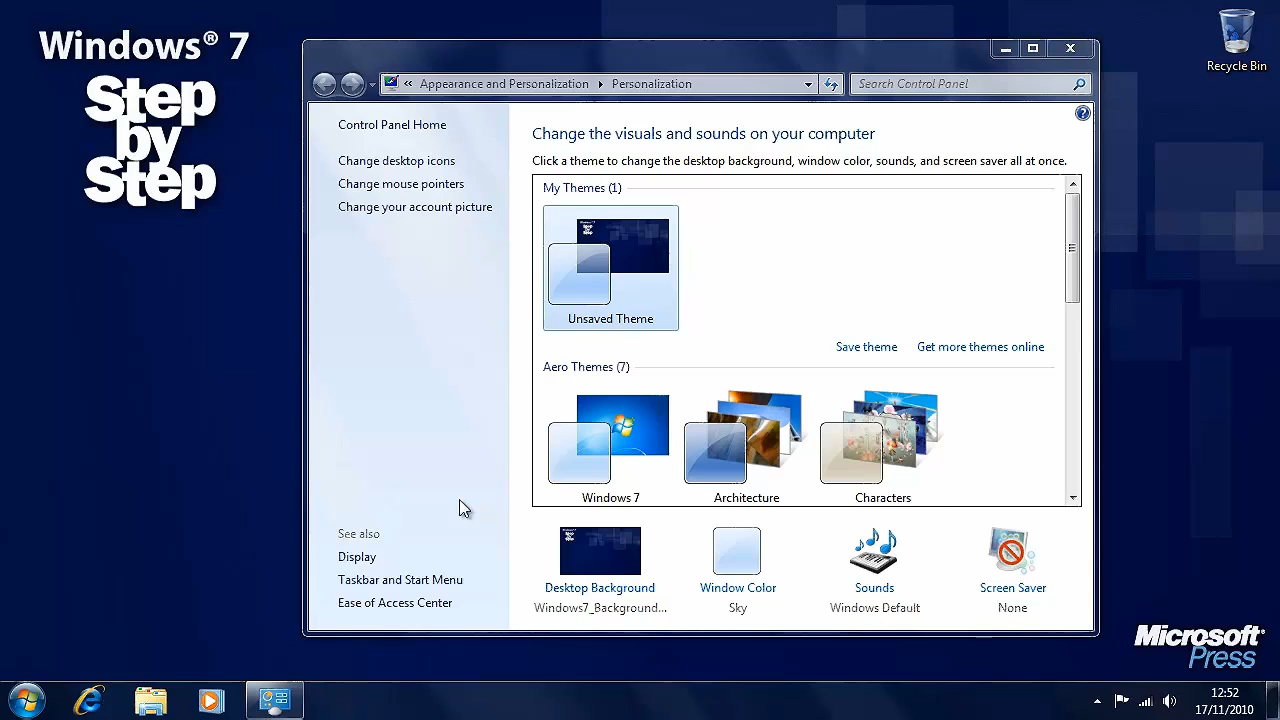 Windows® 7
Step
by
Step
Recycle Bin
« Appearance and Personalization Personalization
Search Control Panel
Control Panel Home
Change desktop icons
Change mouse pointers
Change your account picture
See also
Display
Taskbar and Start Menu
Ease of Access Center
Change the visuals and sounds on your computer
Click a theme to change the desktop background, window color, sounds, and screen saver all at once.
My Themes (1)
Unsaved Theme
Save theme Get more themes online
Aero Themes (7)
Windows 7 Architecture Characters
Desktop Background Window Color Sounds Screen Saver
Windows7_Background... Sky Windows Default None
Microsoft®
Press
12:52
17/11/2010